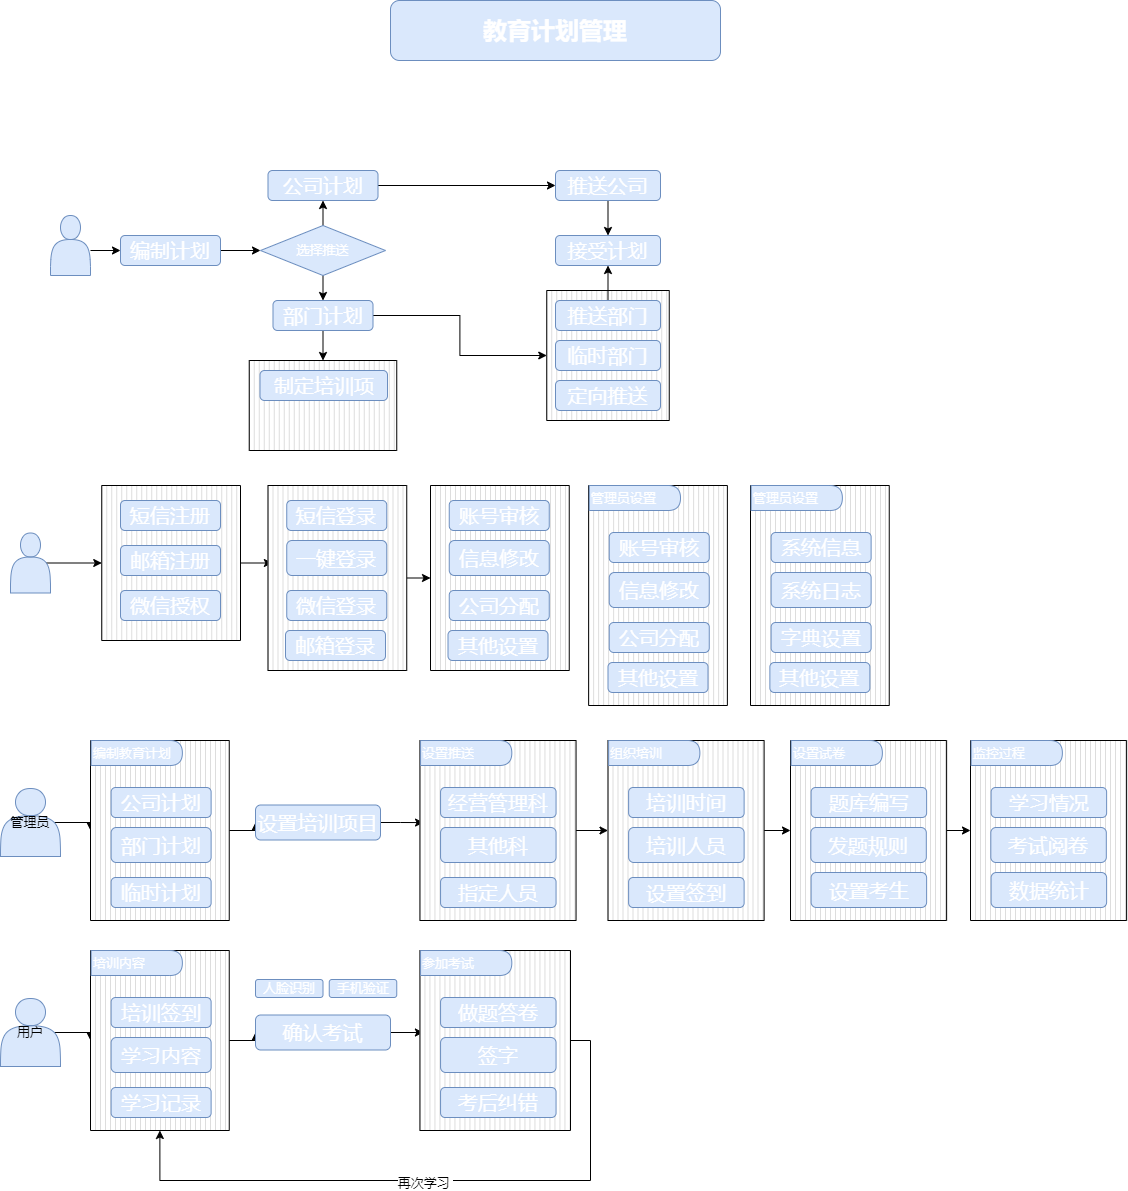 教育计划管理
公司计划
推送公司
编制计划
选择推送
接受计划
部门计划
推送部门
临时部门
定向推送
制定培训项
短信注册
邮箱注册
微信授权
短信登录
一键登录
微信登录
邮箱登录
账号审核
信息修改
公司分配
其他设置
管理员设置
账号审核
信息修改
公司分配
其他设置
管理员设置
系统信息
系统日志
字典设置
其他设置
管理员
编制教育计划
公司计划
部门计划
临时计划
设置培训项目
设置推送
经营管理科
其他科
指定人员
组织培训
培训时间
培训人员
设置签到
设置试卷
题库编写
发题规则
设置考生
监控过程
学习情况
考试阅卷
数据统计
用户
培训内容
培训签到
学习内容
学习记录
人脸识别
手机验证
确认考试
参加考试
做题答卷
签字
考后纠错
再次学习